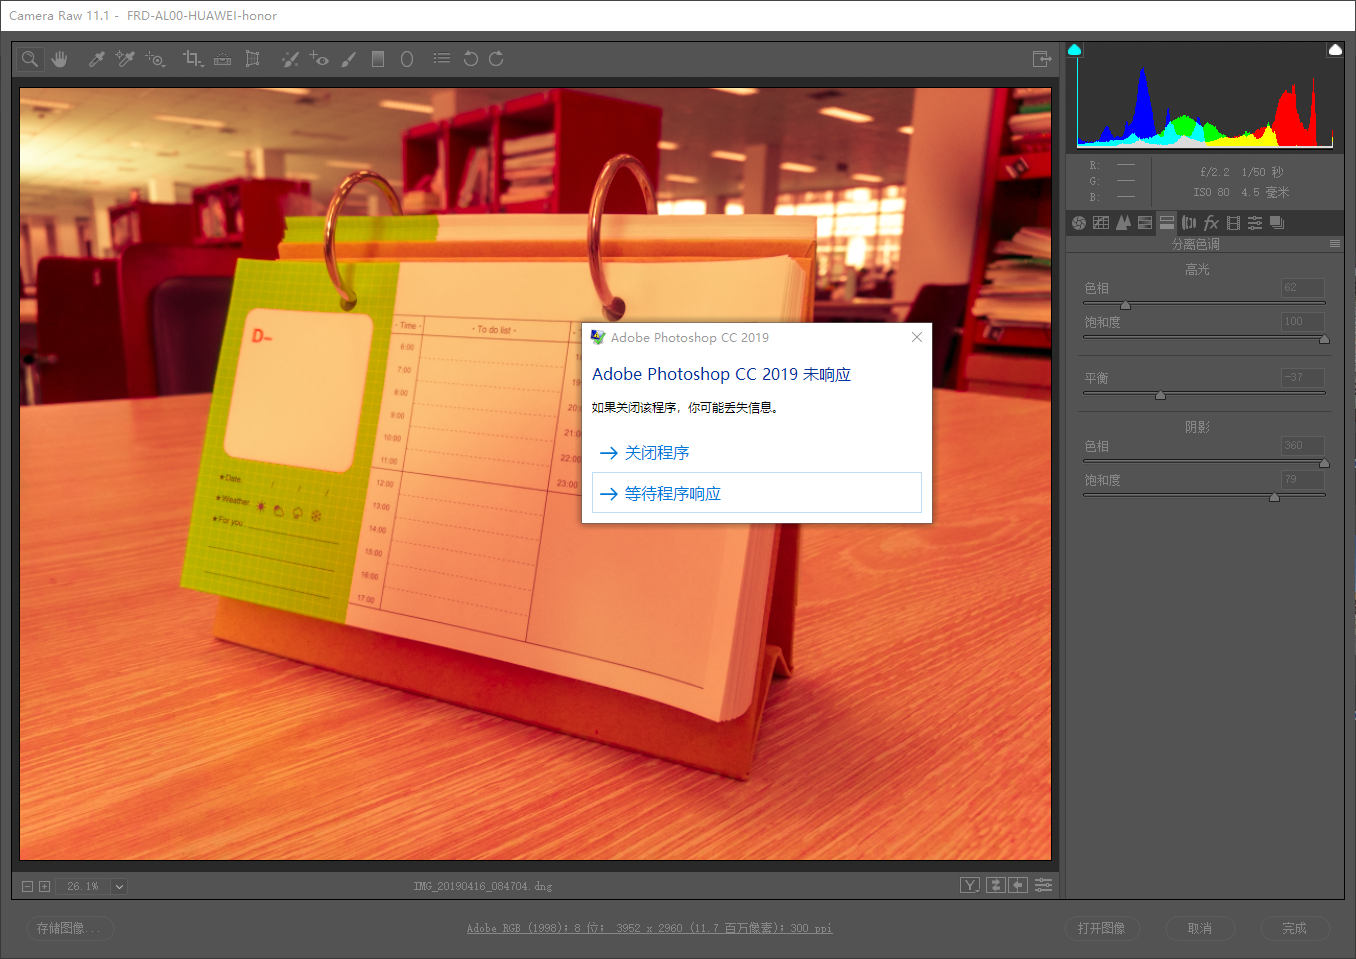 Camera Raw 11.1 - FRD-AL00-HUAWEI-honor
R:
G:
B:
f/2.2 1/50 秒
ISO 80 4.5 毫米
分离色调
高光
色相 62
饱和度 100
平衡 -37
阴影
色相 360
饱和度 79
D-
- Time -
- To do list -
6:00
7:00
8:00
9:00
10:00
11:00
12:00
13:00
14:00
15:00
16:00
17:00
20:
21:0
22:00
23:00
★Date
/ / /
★Weather
★For you
Adobe Photoshop CC 2019
Adobe Photoshop CC 2019 未响应
如果关闭该程序，你可能丢失信息。
→ 关闭程序
→ 等待程序响应
26.1%
IMG_20190416_084704.dng
Y
存储图像...
Adobe RGB (1998); 8 位; 3952 x 2960 (11.7 百万像素); 300 ppi
打开图像
取消
完成